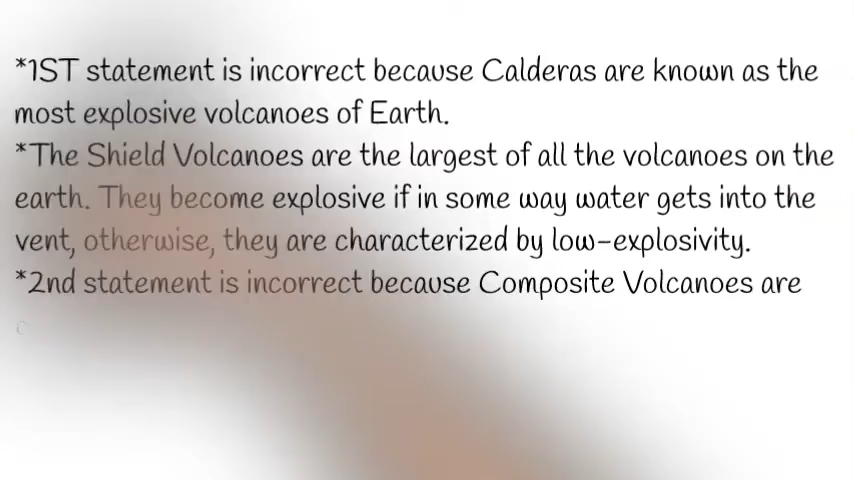 *1ST statement is incorrect because Calderas are known as the
most explosive volcanoes of Earth.
*The Shield Volcanoes are the largest of all the volcanoes on the
earth. They become explosive if in some way water gets into the
vent, otherwise, they are characterized by low-explosivity.
*2nd statement is incorrect because Composite Volcanoes are